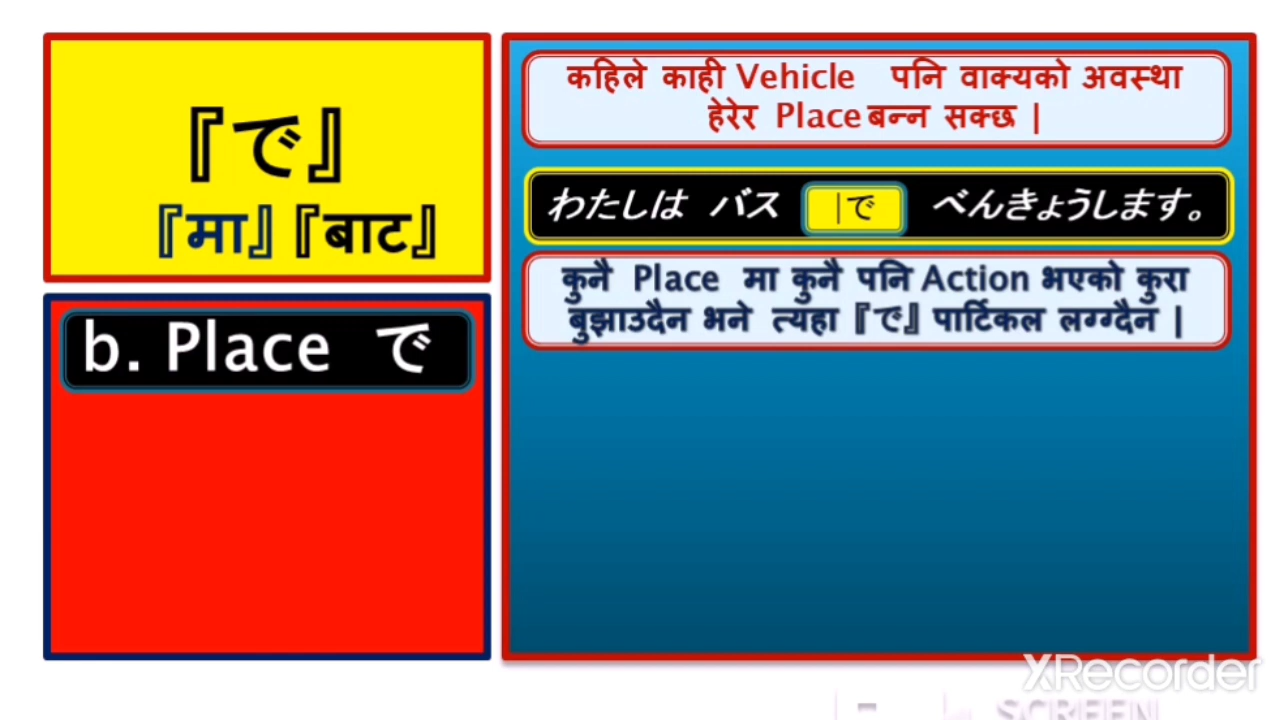 『で』
『मा』『बाट』
b. Place で
कहिले काही Vehicle पनि वाक्यको अवस्था
हेरेर Place बन्न सक्छ |
わたしは バス で べんきょうします。
कुनै Place मा कुनै पनि Action भएको कुरा
बुझाउदैन भने त्यहा『で』पार्टिकल लग्ग्दैन |
XRecorder